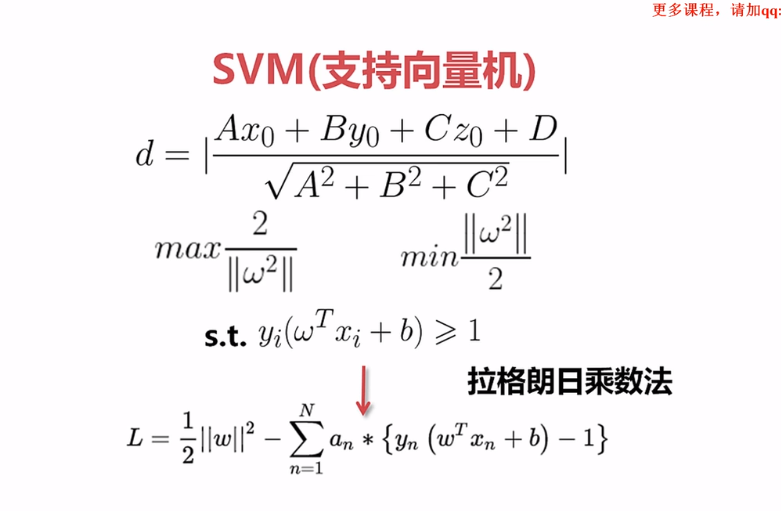 更多课程，请加qq:
SVM(支持向量机)
d = |\frac{Ax_0 + By_0 + Cz_0 + D}{\sqrt{A^2 + B^2 + C^2}}|
max\frac{2}{\|\omega^2\|} min\frac{\|\omega^2\|}{2}
s.t. y_i(\omega^T x_i + b) ⩾ 1
拉格朗日乘数法
L = \frac{1}{2}||w||^2 - \sum_{n=1}^{N} a_n * \{y_n (w^T x_n + b) - 1\}